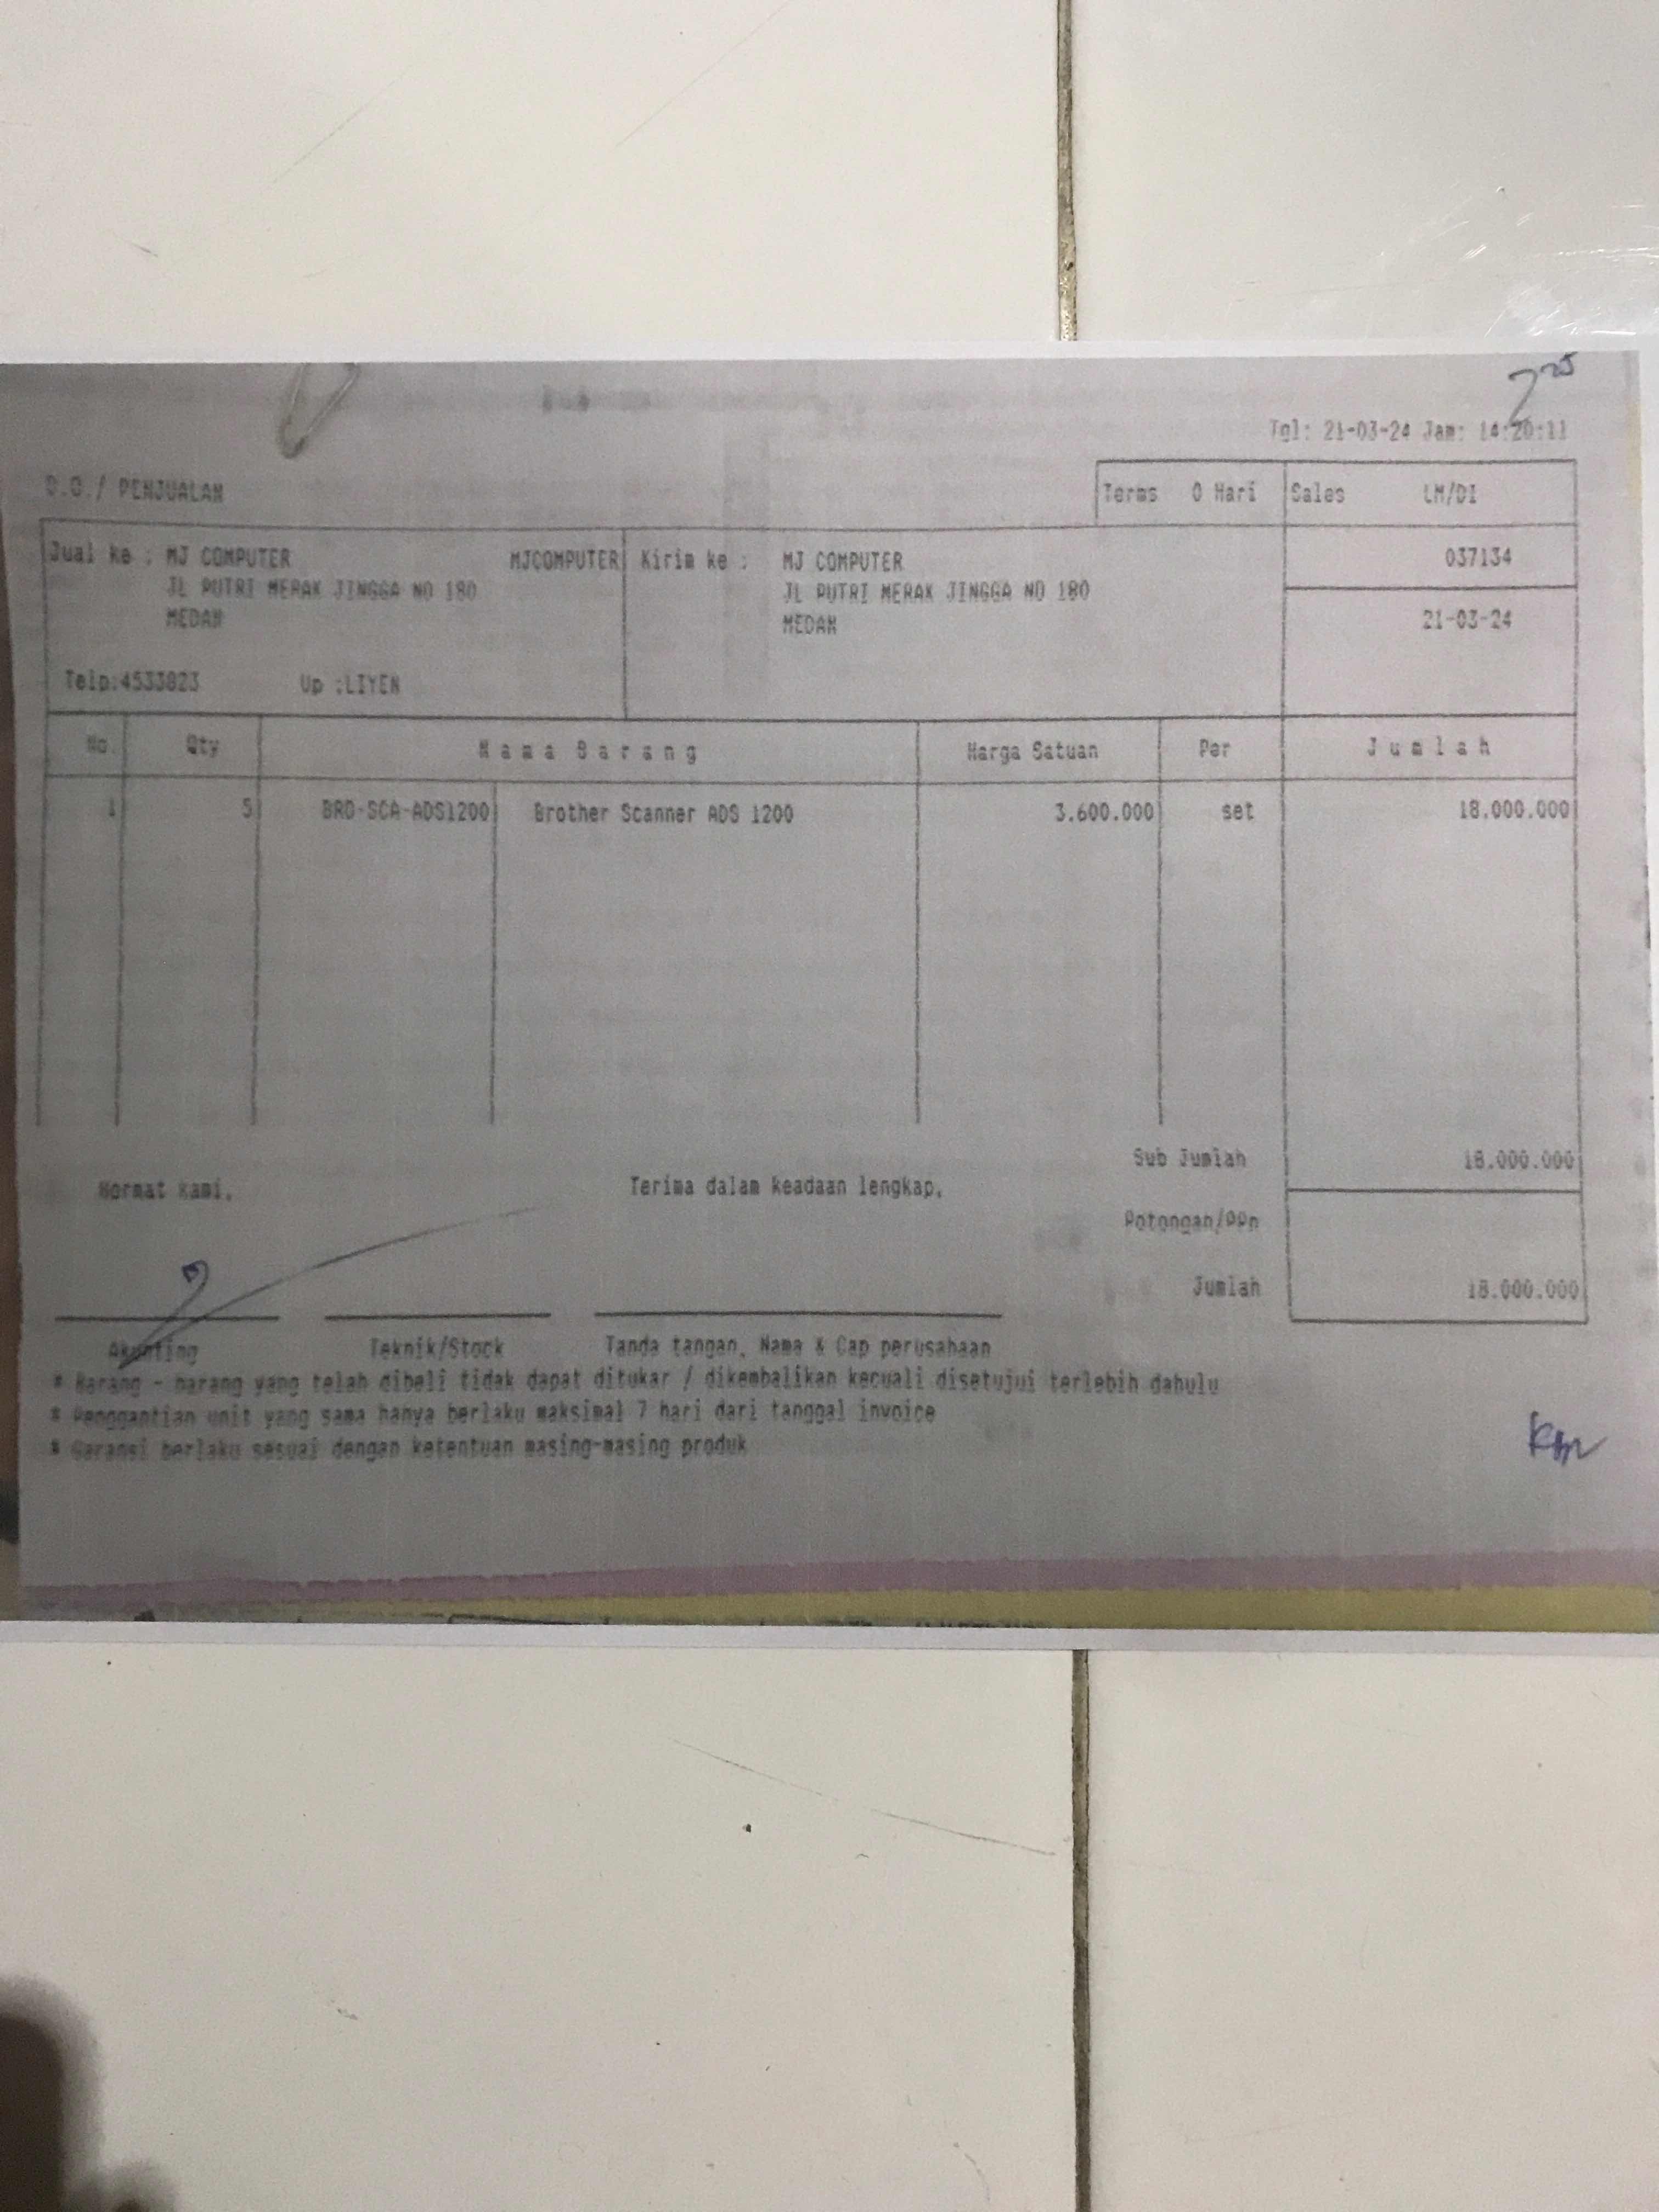 Tgl: 21-03-24 Jam: 14:20:11
D.O./ PENJUALAN
Terms 0 Hari Sales LM/DI
Jual ke : MJ COMPUTER MJCOMPUTER Kirim ke : MJ COMPUTER 037134
JL PUTRI MERAK JINGGA NO 180 JL PUTRI MERAK JINGGA NO 180
MEDAN MEDAN 21-03-24
Telp:4533823 Up :LIYEN
No. Qty Nama Barang Harga Satuan Per Jumlah
1 5 BRO-SCA-ADS1200 Brother Scanner ADS 1200 3.600.000 set 18.000.000
Sub Jumlah 18.000.000
Hormat Kami, Terima dalam keadaan lengkap,
Potongan/PPn
Jumlah 18.000.000
Akunting Teknik/Stock Tanda tangan, Nama & Cap perusahaan
* Barang - barang yang telah dibeli tidak dapat ditukar / dikembalikan kecuali disetujui terlebih dahulu
* Penggantian unit yang sama hanya berlaku maksimal 7 hari dari tanggal invoice
* Garansi berlaku sesuai dengan ketentuan masing-masing produk